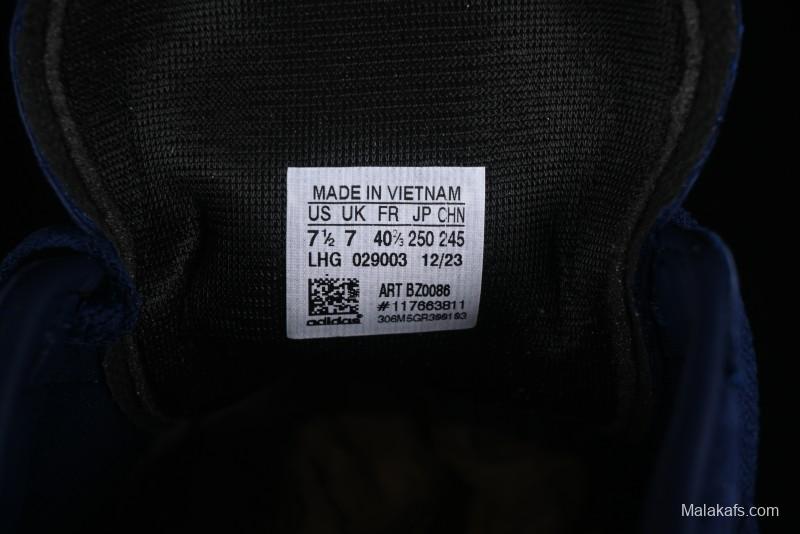 MADE IN VIETNAM
US UK FR JP CHN
7½ 7 40⅔ 250 245
LHG 029003 12/23
ART BZ0086
#117663811
adidas
Malakafs.com